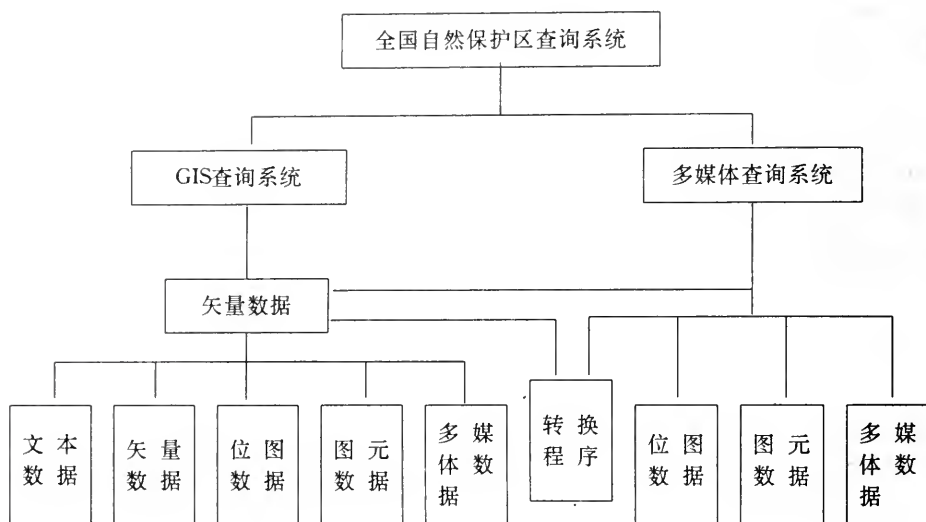 全国自然保护区查询系统
GIS查询系统
多媒体查询系统
矢量数据
文本
数据
矢量
数据
位图
数据
图元
数据
多媒
体数
据
转换
程序
位图
数据
图元
数据
多媒
体数
据